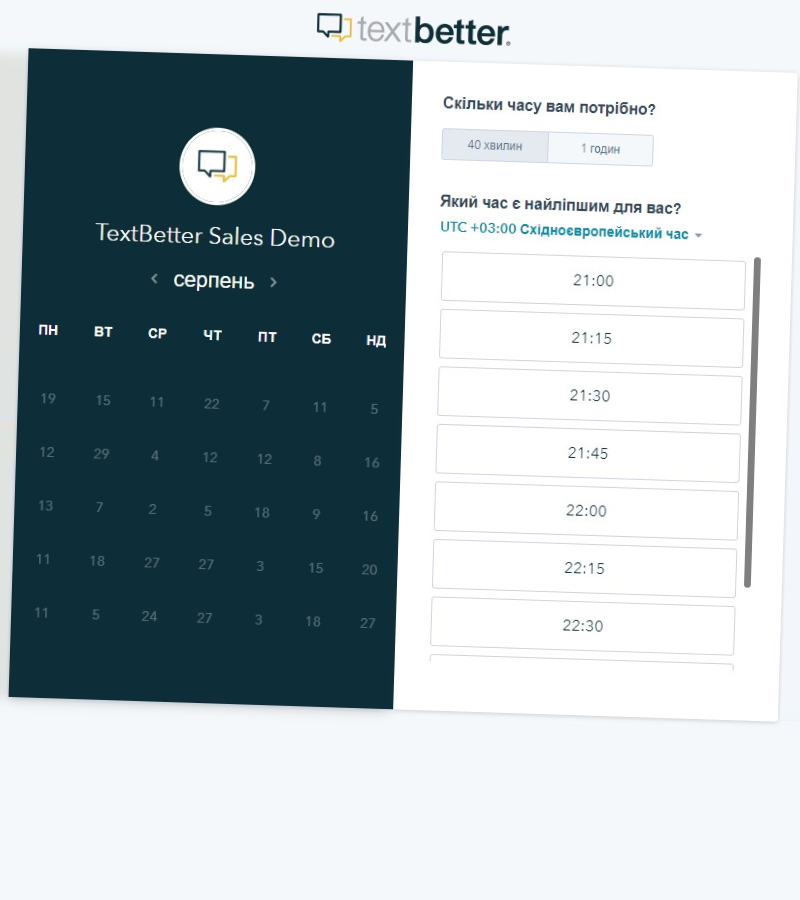 textbetter.
TextBetter Sales Demo
серпень
ПН ВТ СР ЧТ ПТ СБ НД
19 15 11 22 7 11 5
12 29 4 12 12 8 16
13 7 2 5 18 9 16
11 18 27 27 3 15 20
11 5 24 27 3 18 27
Скільки часу вам потрібно?
40 хвилин 1 годин
Який час є найліпшим для вас?
UTC +03:00 Східноєвропейський час
21:00
21:15
21:30
21:45
22:00
22:15
22:30